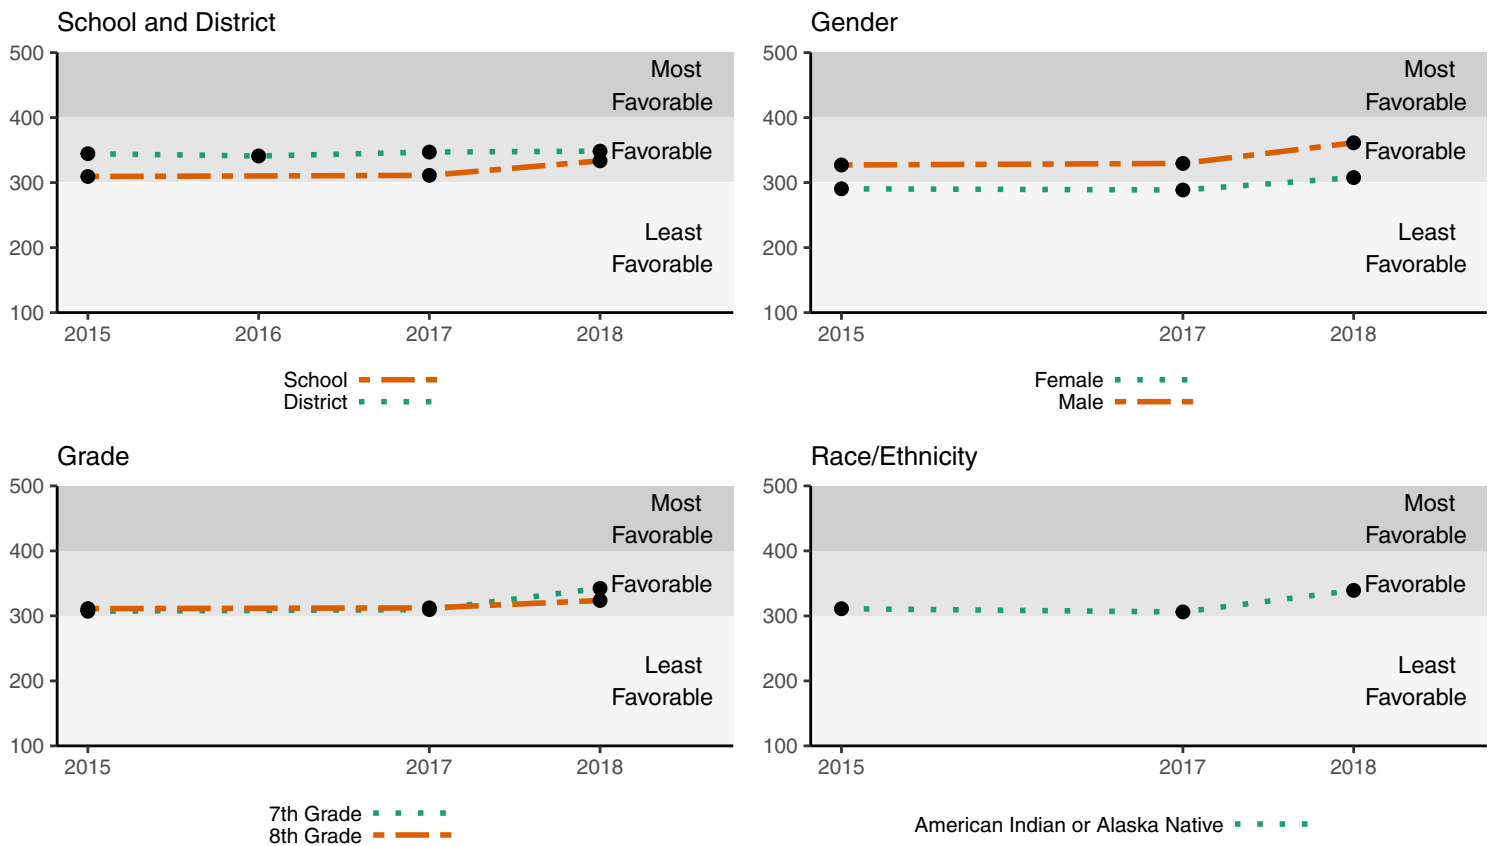 School and District
500
400
300
200
100
Most
Favorable
Favorable
Least
Favorable
2015 2016 2017 2018
School
District
Gender
500
400
300
200
100
Most
Favorable
Favorable
Least
Favorable
2015 2017 2018
Female
Male
Grade
500
400
300
200
100
Most
Favorable
Favorable
Least
Favorable
2015 2017 2018
7th Grade
8th Grade
Race/Ethnicity
500
400
300
200
100
Most
Favorable
Favorable
Least
Favorable
2015 2017 2018
American Indian or Alaska Native